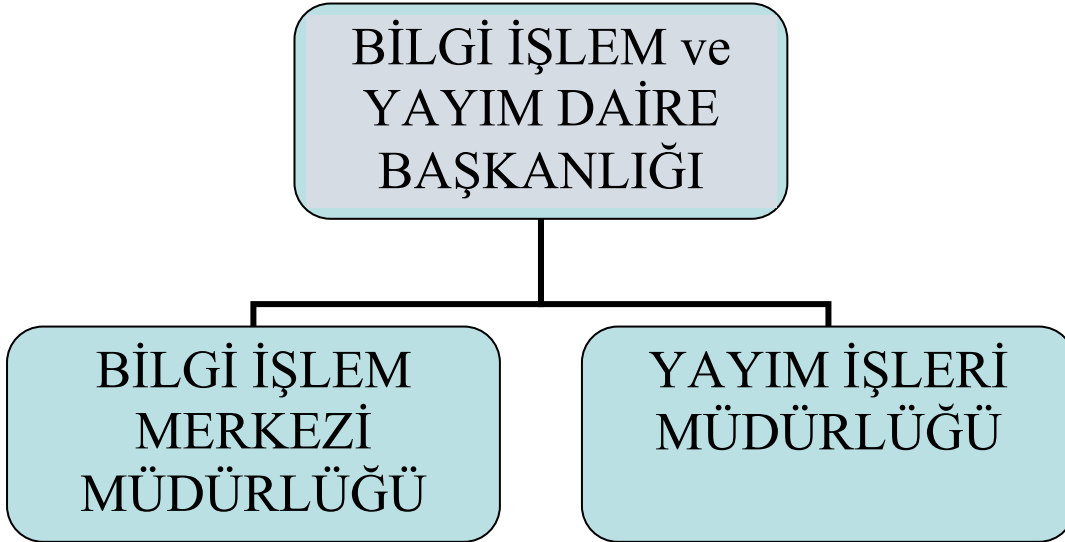 BİLGİ İŞLEM ve
YAYIM DAİRE
BAŞKANLIĞI
BİLGİ İŞLEM
MERKEZİ
MÜDÜRLÜĞÜ
YAYIM İŞLERİ
MÜDÜRLÜĞÜ